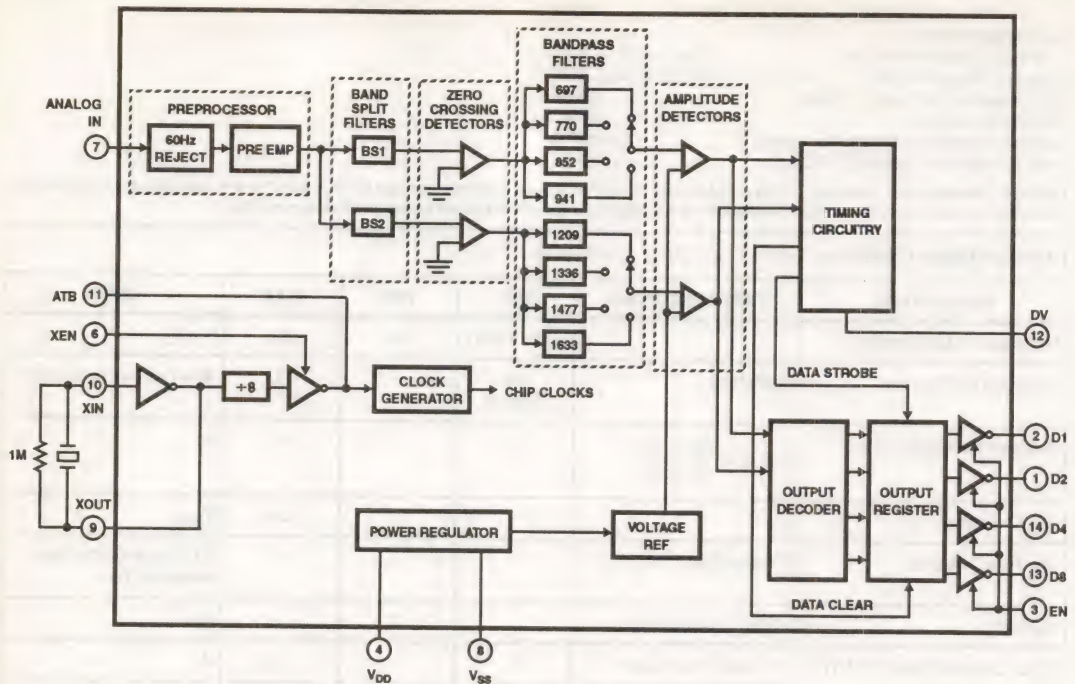 ANALOG
IN
7
PREPROCESSOR
60Hz
REJECT
PRE EMP
BAND
SPLIT
FILTERS
BS1
BS2
ZERO
CROSSING
DETECTORS
BANDPASS
FILTERS
697
770
852
941
1209
1336
1477
1633
AMPLITUDE
DETECTORS
TIMING
CIRCUITRY
DV
12
ATB 11
XEN 6
10
XIN
÷8
CLOCK
GENERATOR
CHIP CLOCKS
1M
XOUT
9
POWER REGULATOR
VOLTAGE
REF
4
VDD
8
VSS
DATA STROBE
OUTPUT
DECODER
OUTPUT
REGISTER
DATA CLEAR
2 D1
1 D2
14 D4
13 D8
3 EN